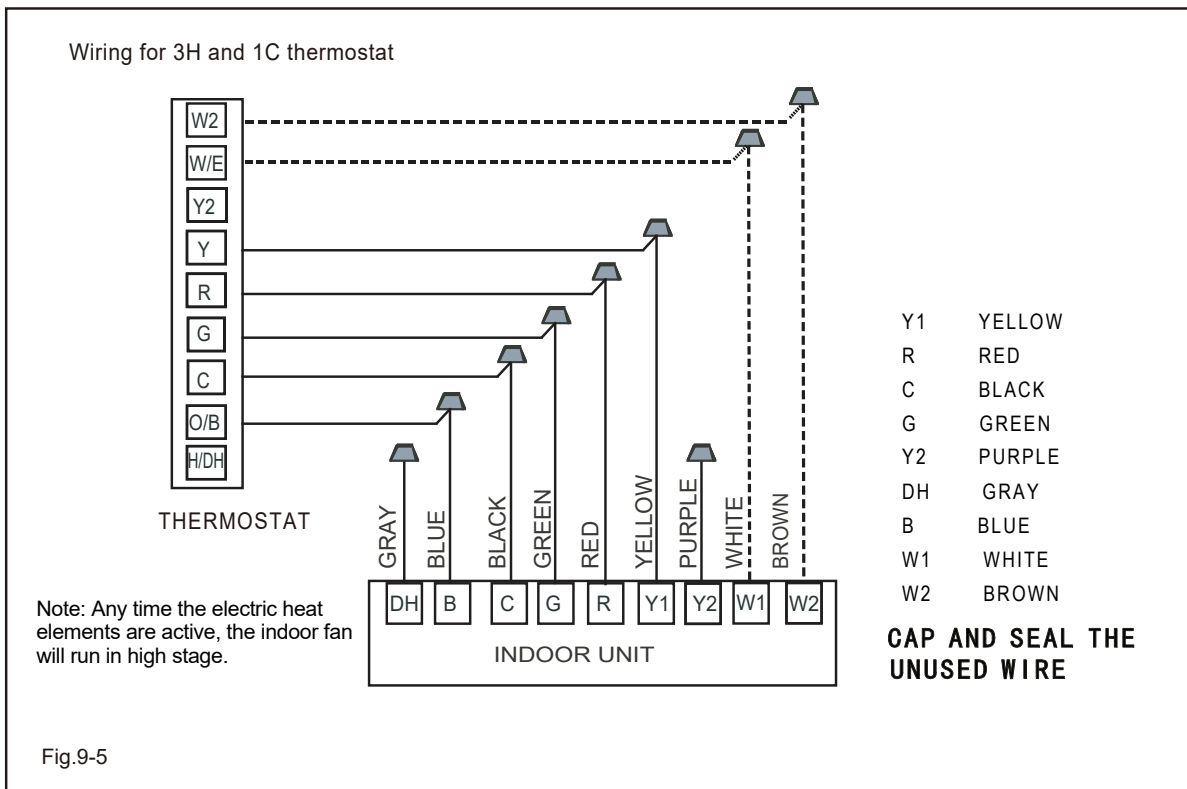 Wiring for 3H and 1C thermostat
W2
W/E
Y2
Y
R
G
C
O/B
H/DH
THERMOSTAT
GRAY
BLUE
BLACK
GREEN
RED
YELLOW
PURPLE
WHITE
BROWN
DH B C G R Y1 Y2 W1 W2
INDOOR UNIT
Note: Any time the electric heat
elements are active, the indoor fan
will run in high stage.
Y1 YELLOW
R RED
C BLACK
G GREEN
Y2 PURPLE
DH GRAY
B BLUE
W1 WHITE
W2 BROWN
CAP AND SEAL THE
UNUSED WIRE
Fig.9-5